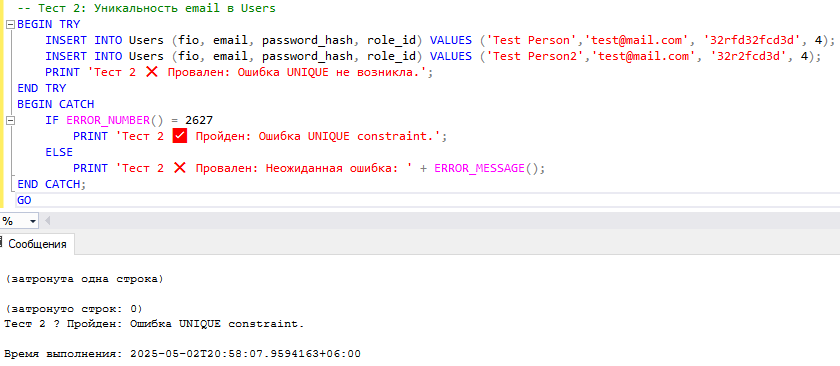 -- Тест 2: Уникальность email в Users
BEGIN TRY
    INSERT INTO Users (fio, email, password_hash, role_id) VALUES ('Test Person','test@mail.com', '32rfd32fcd3d', 4);
    INSERT INTO Users (fio, email, password_hash, role_id) VALUES ('Test Person2','test@mail.com', '32r2fcd3d', 4);
    PRINT 'Тест 2 ❌ Провален: Ошибка UNIQUE не возникла.';
END TRY
BEGIN CATCH
    IF ERROR_NUMBER() = 2627
        PRINT 'Тест 2 ✅ Пройден: Ошибка UNIQUE constraint.';
    ELSE
        PRINT 'Тест 2 ❌ Провален: Неожиданная ошибка: ' + ERROR_MESSAGE();
END CATCH;
GO
%
Сообщения
(затронута одна строка)
(затронуто строк: 0)
Тест 2 ? Пройден: Ошибка UNIQUE constraint.
Время выполнения: 2025-05-02T20:58:07.9594163+06:00